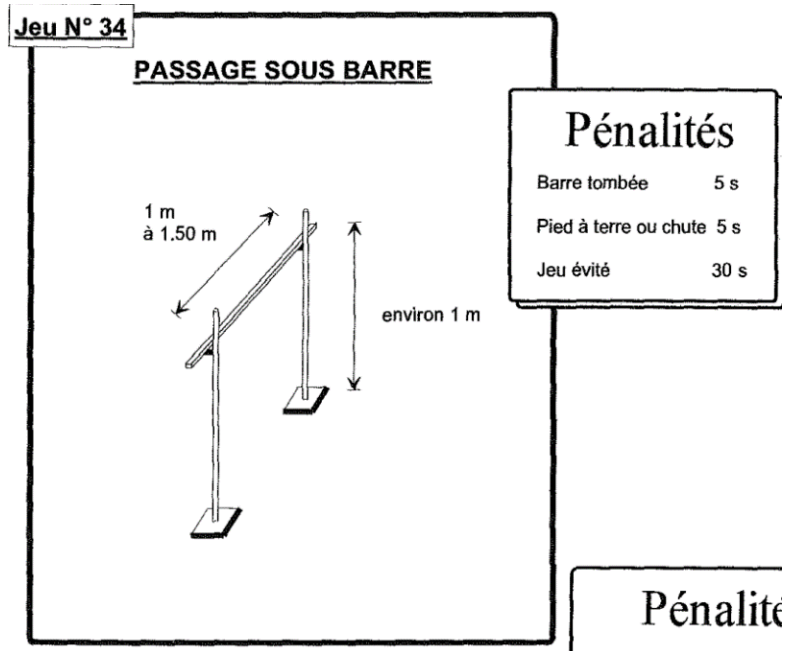 Jeu N° 34
PASSAGE SOUS BARRE
1 m
à 1.50 m
environ 1 m
Pénalités
Barre tombée 5 s
Pied à terre ou chute 5 s
Jeu évité 30 s
Pénalité